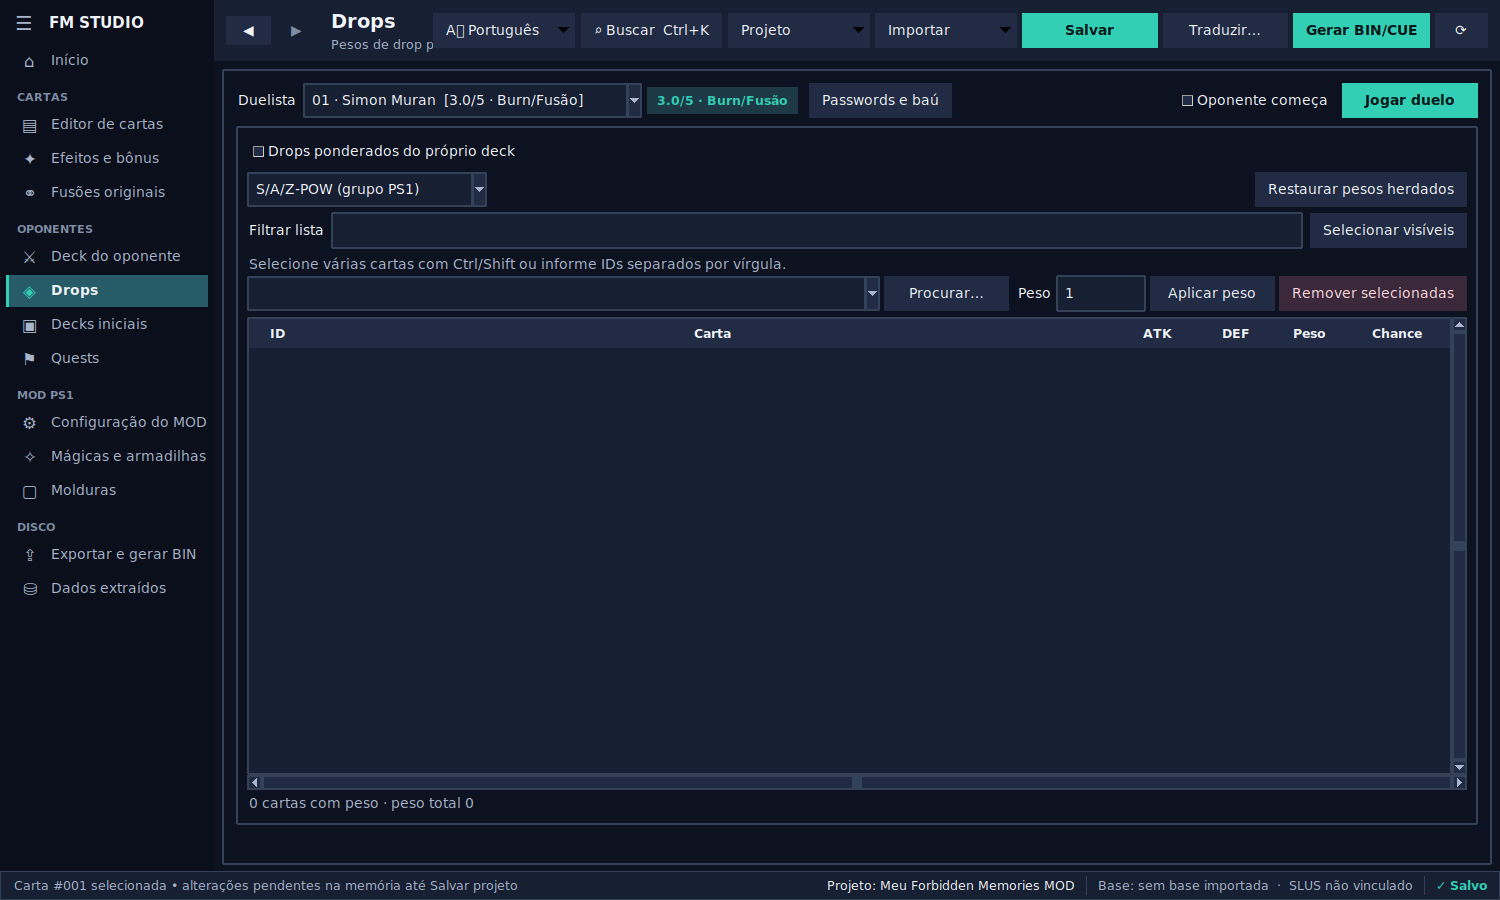 FM STUDIO
Início
CARTAS
Editor de cartas
Efeitos e bônus
Fusões originais
OPONENTES
Deck do oponente
Drops
Decks iniciais
Quests
MOD PS1
Configuração do MOD
Mágicas e armadilhas
Molduras
DISCO
Exportar e gerar BIN
Dados extraídos
Drops
Pesos de drop p
A Português
Buscar Ctrl+K
Projeto
Importar
Salvar
Traduzir...
Gerar BIN/CUE
Duelista
01 · Simon Muran [3.0/5 · Burn/Fusão]
3.0/5 · Burn/Fusão
Passwords e baú
Oponente começa
Jogar duelo
Drops ponderados do próprio deck
S/A/Z-POW (grupo PS1)
Restaurar pesos herdados
Filtrar lista
Selecionar visíveis
Selecione várias cartas com Ctrl/Shift ou informe IDs separados por vírgula.
Procurar...
Peso
1
Aplicar peso
Remover selecionadas
ID
Carta
ATK
DEF
Peso
Chance
0 cartas com peso · peso total 0
Carta #001 selecionada • alterações pendentes na memória até Salvar projeto
Projeto: Meu Forbidden Memories MOD
Base: sem base importada · SLUS não vinculado
✓ Salvo